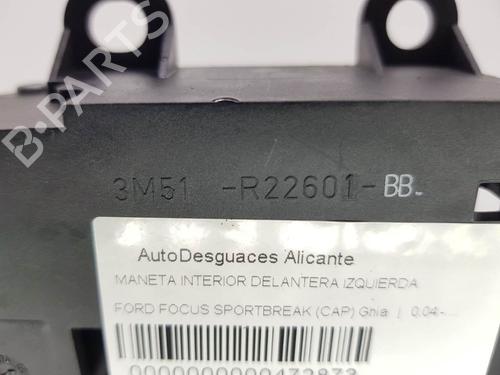 B-PARTS
3M51 -R22601-BB-
AutoDesguaces Alicante
MANETA INTERIOR DELANTERA IZQUIERDA
FORD FOCUS SPORTBREAK (CAP) Ghia | 0.04-...